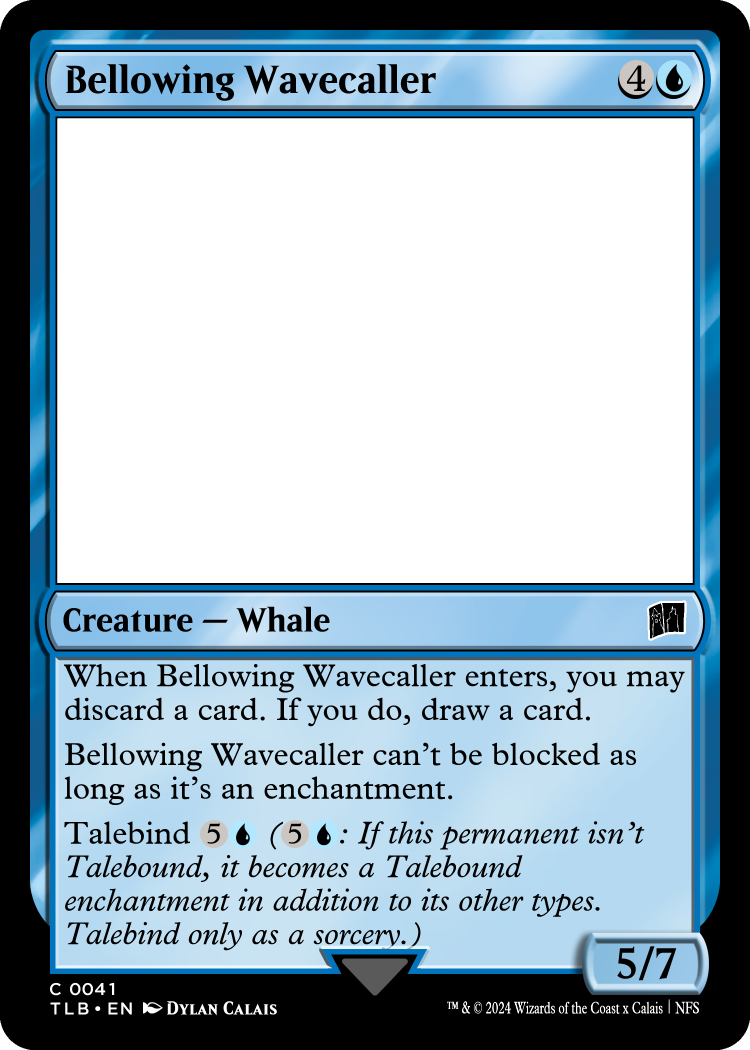 Bellowing Wavecaller 4
Creature — Whale
When Bellowing Wavecaller enters, you may
discard a card. If you do, draw a card.
Bellowing Wavecaller can't be blocked as
long as it's an enchantment.
Talebind 5 (5 : If this permanent isn't
Talebound, it becomes a Talebound
enchantment in addition to its other types.
Talebind only as a sorcery.)
5/7
C 0041
TLB • EN DYLAN CALAIS
™ & © 2024 Wizards of the Coast x Calais | NFS